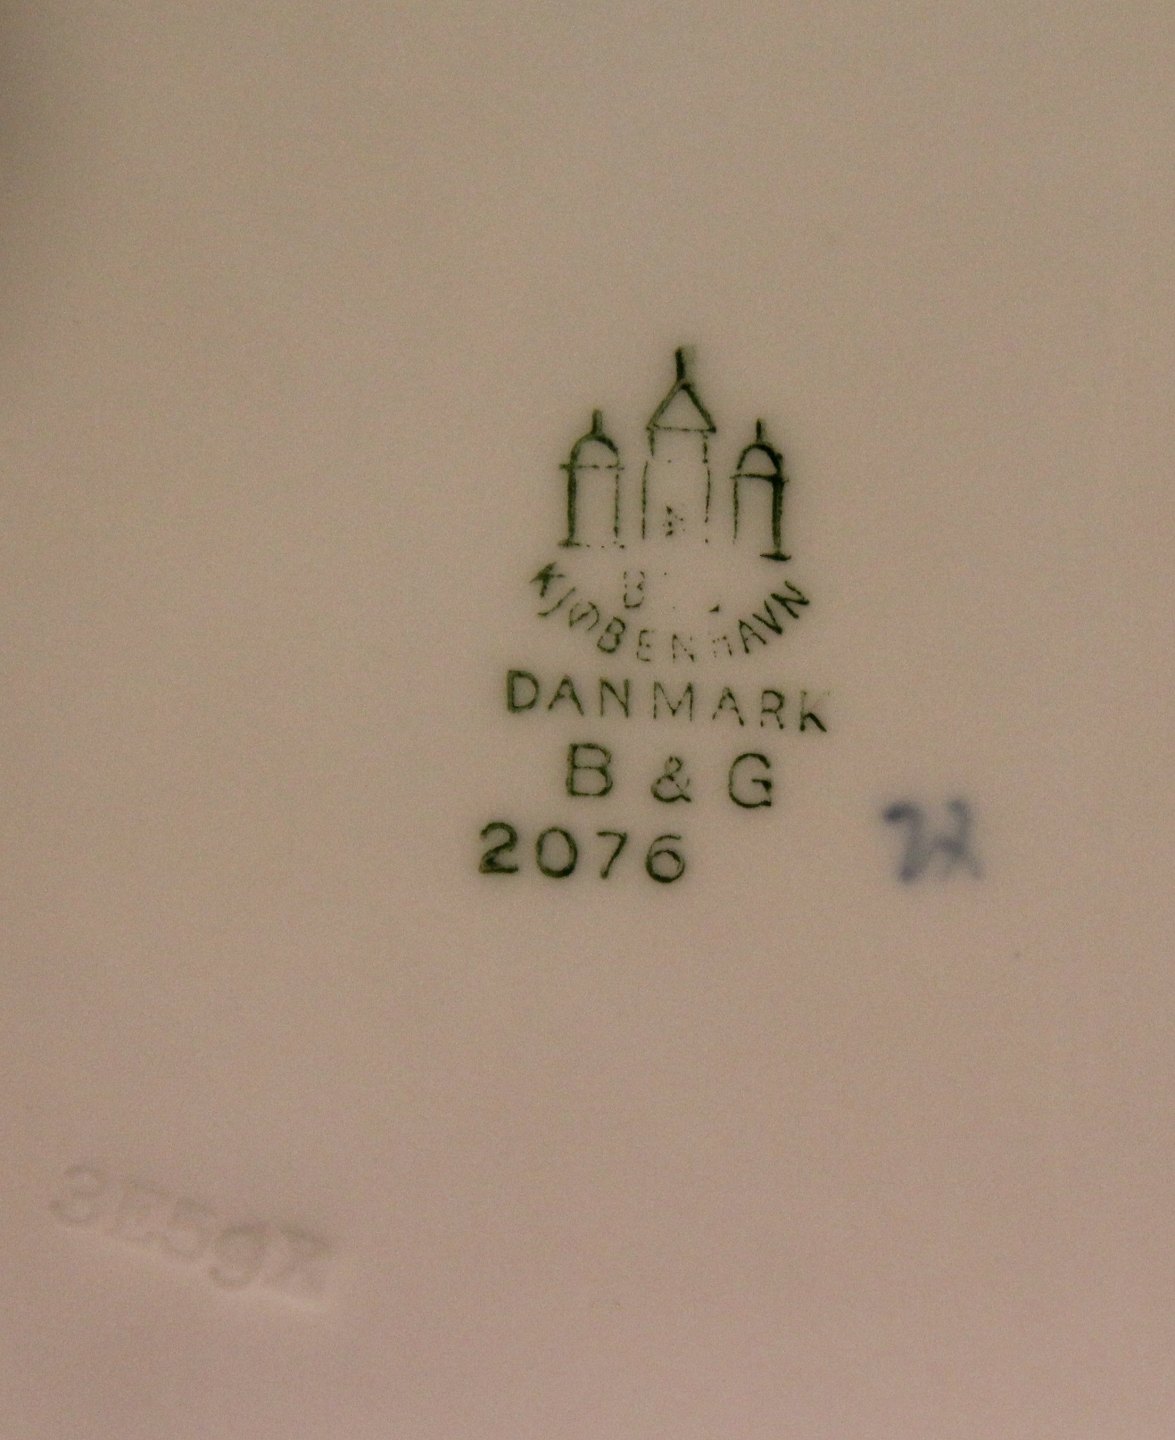 B
KJØBENHAVN
DANMARK
B & G
2076